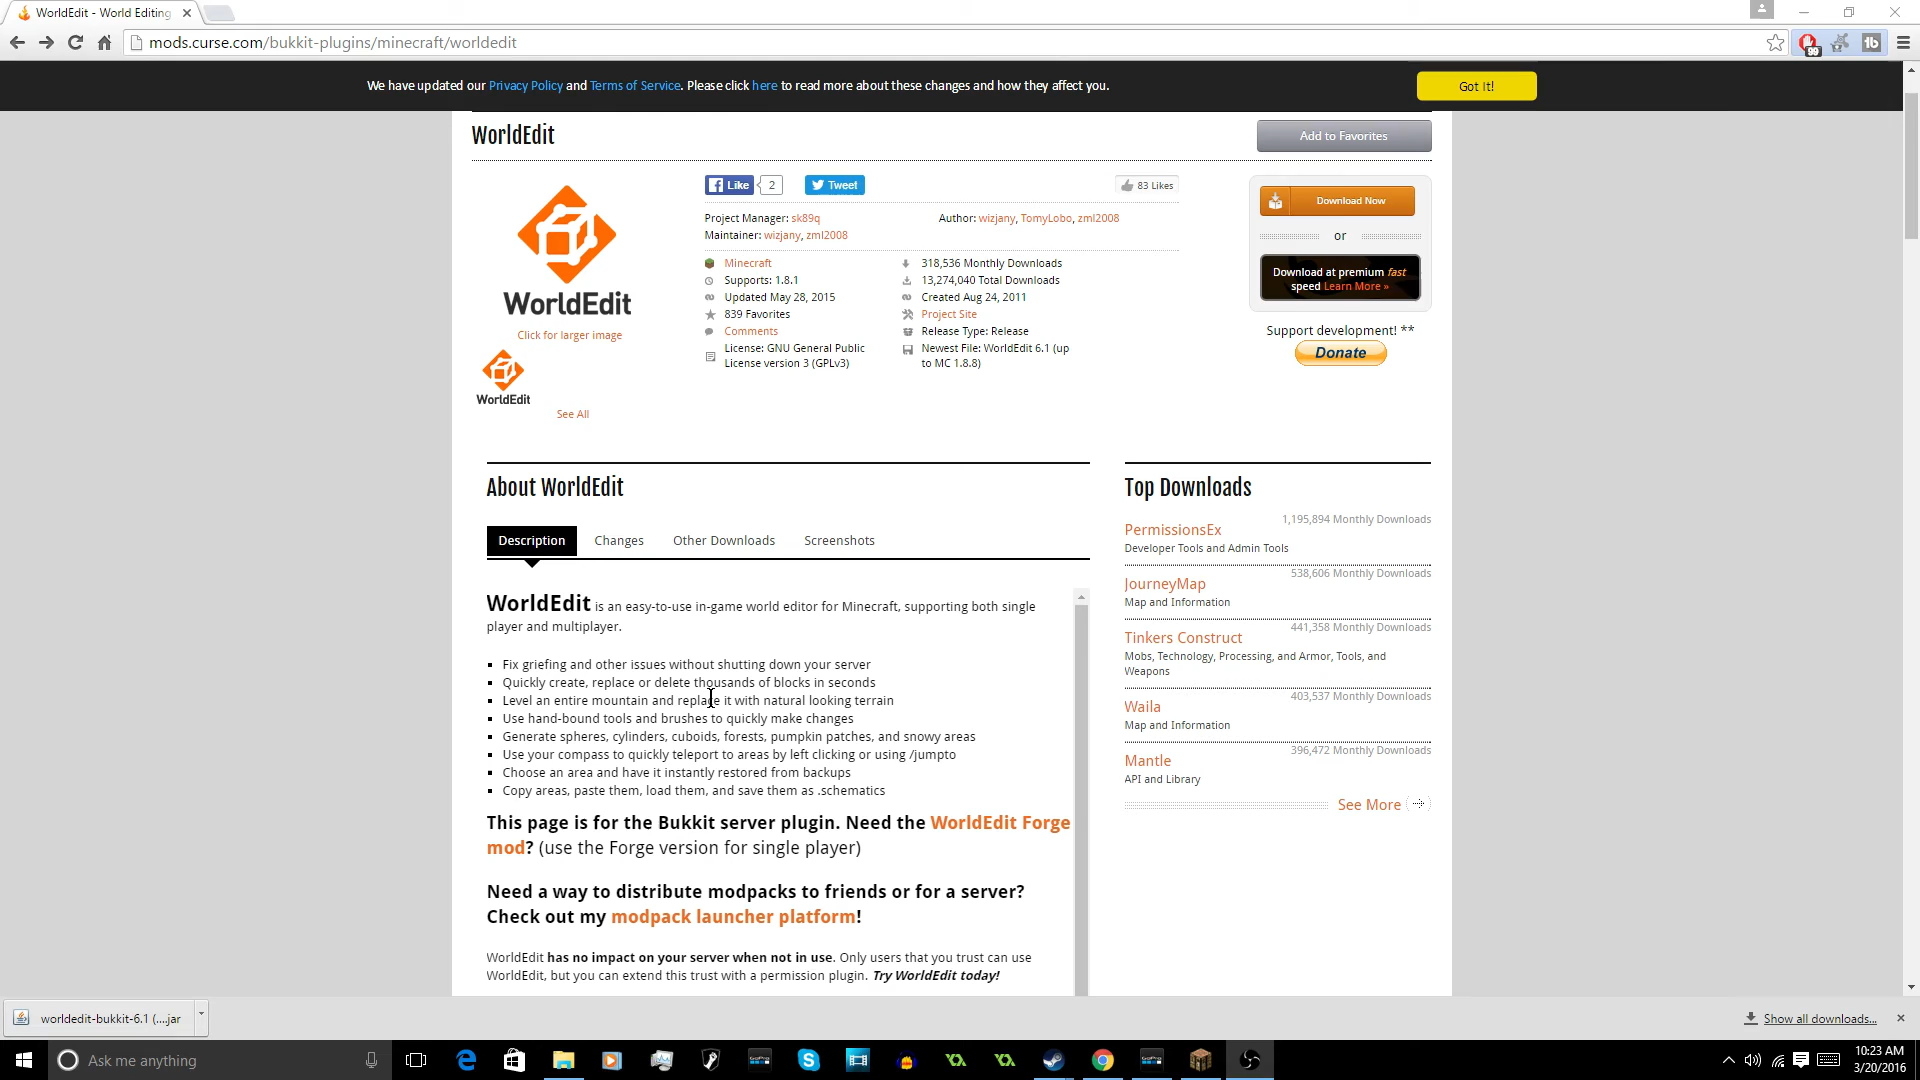 WorldEdit - World Editing
mods.curse.com/bukkit-plugins/minecraft/worldedit
We have updated our Privacy Policy and Terms of Service. Please click here to read more about these changes and how they affect you.
Got It!
WorldEdit
Add to Favorites
Like
2
Tweet
83 Likes
Project Manager: sk89q
Author: wizjany, TomyLobo, zml2008
Maintainer: wizjany, zml2008
Minecraft
318,536 Monthly Downloads
Supports: 1.8.1
13,274,040 Total Downloads
Updated May 28, 2015
Created Aug 24, 2011
839 Favorites
Project Site
Comments
Release Type: Release
License: GNU General Public
License version 3 (GPLv3)
Newest File: WorldEdit 6.1 (up
to MC 1.8.8)
WorldEdit
Click for larger image
WorldEdit
See All
Download Now
or
Download at premium fast
speed Learn More »
Support development! **
Donate
About WorldEdit
Description
Changes
Other Downloads
Screenshots
WorldEdit is an easy-to-use in-game world editor for Minecraft, supporting both single
player and multiplayer.
Fix griefing and other issues without shutting down your server
Quickly create, replace or delete thousands of blocks in seconds
Level an entire mountain and replace it with natural looking terrain
Use hand-bound tools and brushes to quickly make changes
Generate spheres, cylinders, cuboids, forests, pumpkin patches, and snowy areas
Use your compass to quickly teleport to areas by left clicking or using /jumpto
Choose an area and have it instantly restored from backups
Copy areas, paste them, load them, and save them as .schematics
This page is for the Bukkit server plugin. Need the WorldEdit Forge
mod? (use the Forge version for single player)
Need a way to distribute modpacks to friends or for a server?
Check out my modpack launcher platform!
WorldEdit has no impact on your server when not in use. Only users that you trust can use
WorldEdit, but you can extend this trust with a permission plugin. Try WorldEdit today!
Top Downloads
1,195,894 Monthly Downloads
PermissionsEx
Developer Tools and Admin Tools
538,606 Monthly Downloads
JourneyMap
Map and Information
441,358 Monthly Downloads
Tinkers Construct
Mobs, Technology, Processing, and Armor, Tools, and
Weapons
403,537 Monthly Downloads
Waila
Map and Information
396,472 Monthly Downloads
Mantle
API and Library
See More
worldedit-bukkit-6.1 (....jar
Show all downloads...
Ask me anything
10:23 AM
3/20/2016